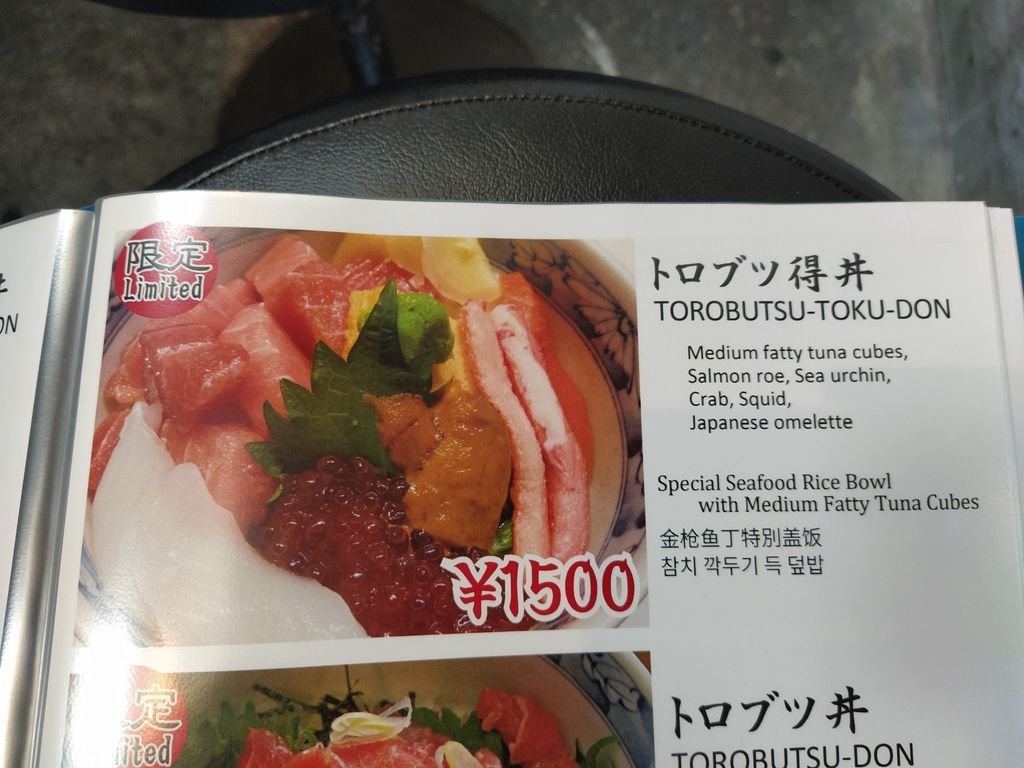 限定
Limited
トロブツ得丼
TOROBUTSU-TOKU-DON
Medium fatty tuna cubes,
Salmon roe, Sea urchin,
Crab, Squid,
Japanese omelette
Special Seafood Rice Bowl
with Medium Fatty Tuna Cubes
金枪鱼丁特別盖饭
참치 깍두기 득 덮밥
¥1500
定
トロブツ丼
TOROBUTSU-DON
ON